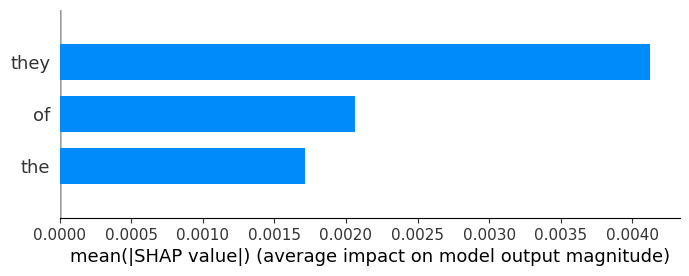 they
of
the
0.0000 0.0005 0.0010 0.0015 0.0020 0.0025 0.0030 0.0035 0.0040
mean(|SHAP value|) (average impact on model output magnitude)